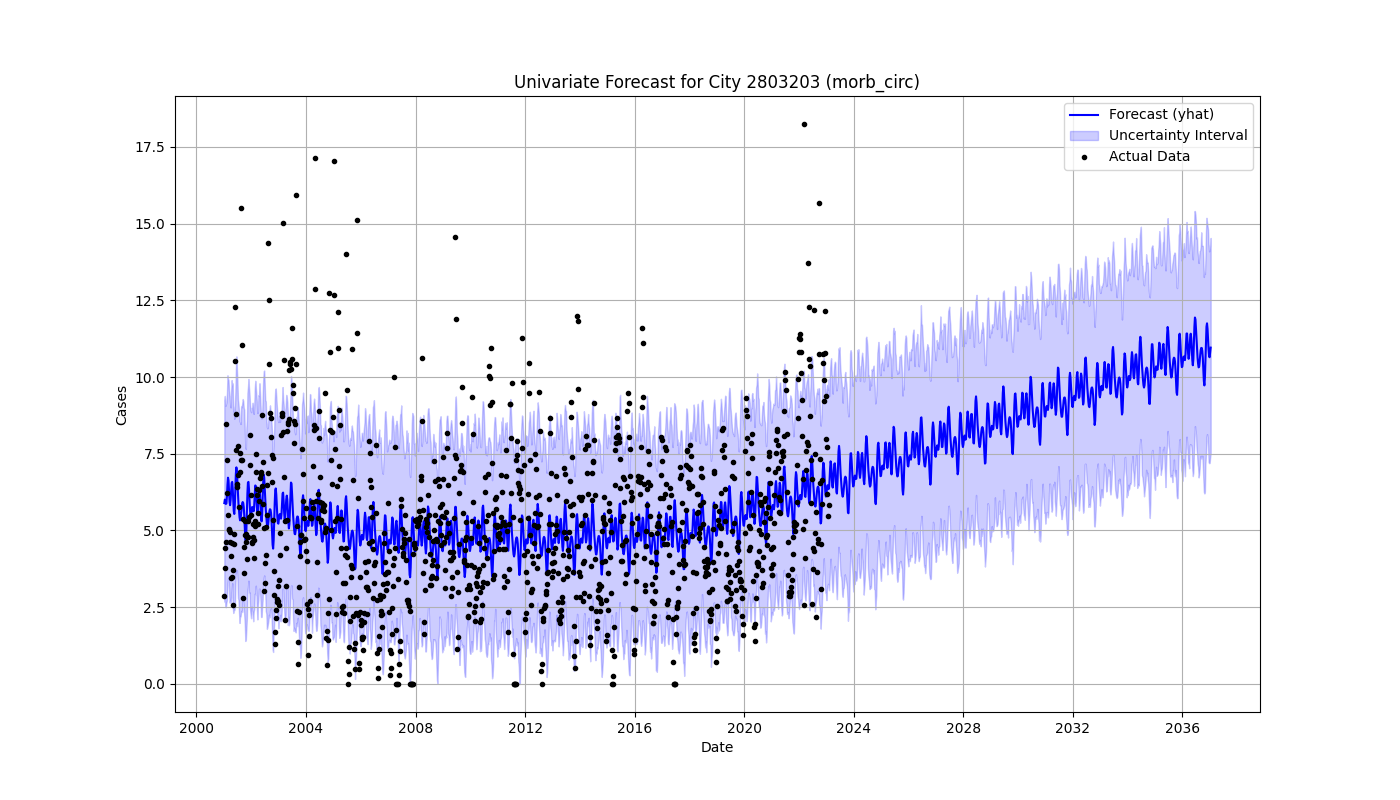 Univariate Forecast for City 2803203 (morb_circ)
Forecast (yhat)
Uncertainty Interval
Actual Data
17.5
15.0
12.5
10.0
7.5
5.0
2.5
0.0
Cases
2000 2004 2008 2012 2016 2020 2024 2028 2032 2036
Date